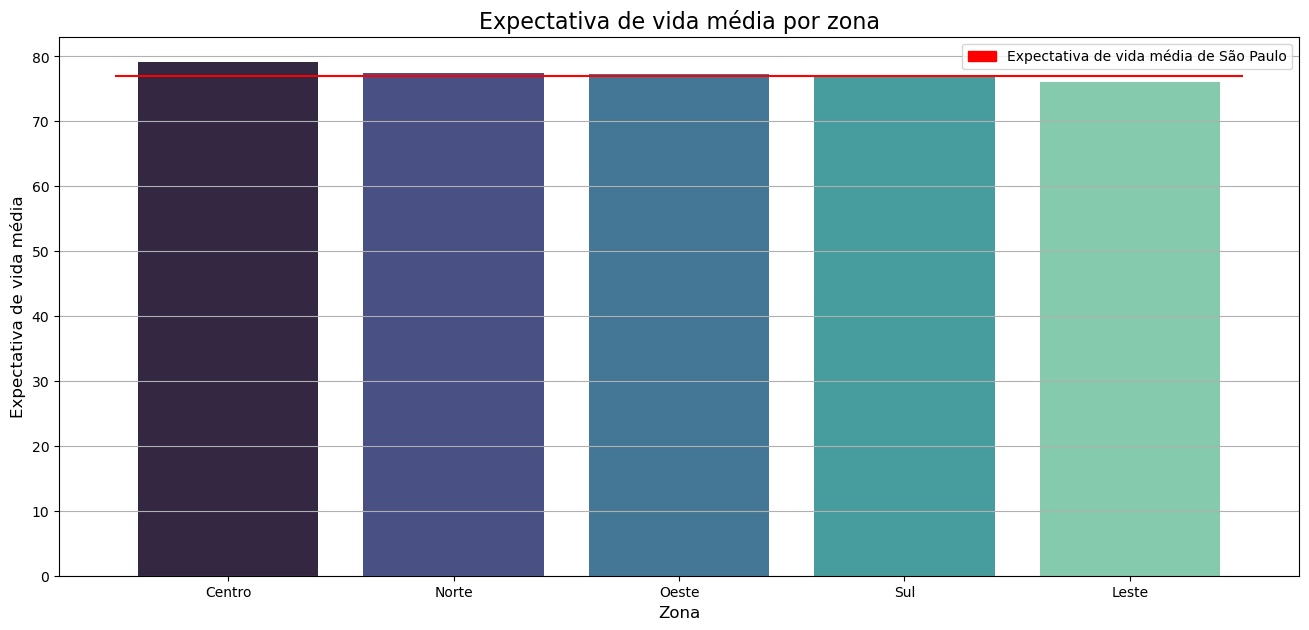 Expectativa de vida média por zona
Expectativa de vida média de São Paulo
Expectativa de vida média
80
70
60
50
40
30
20
10
0
Centro Norte Oeste Sul Leste
Zona